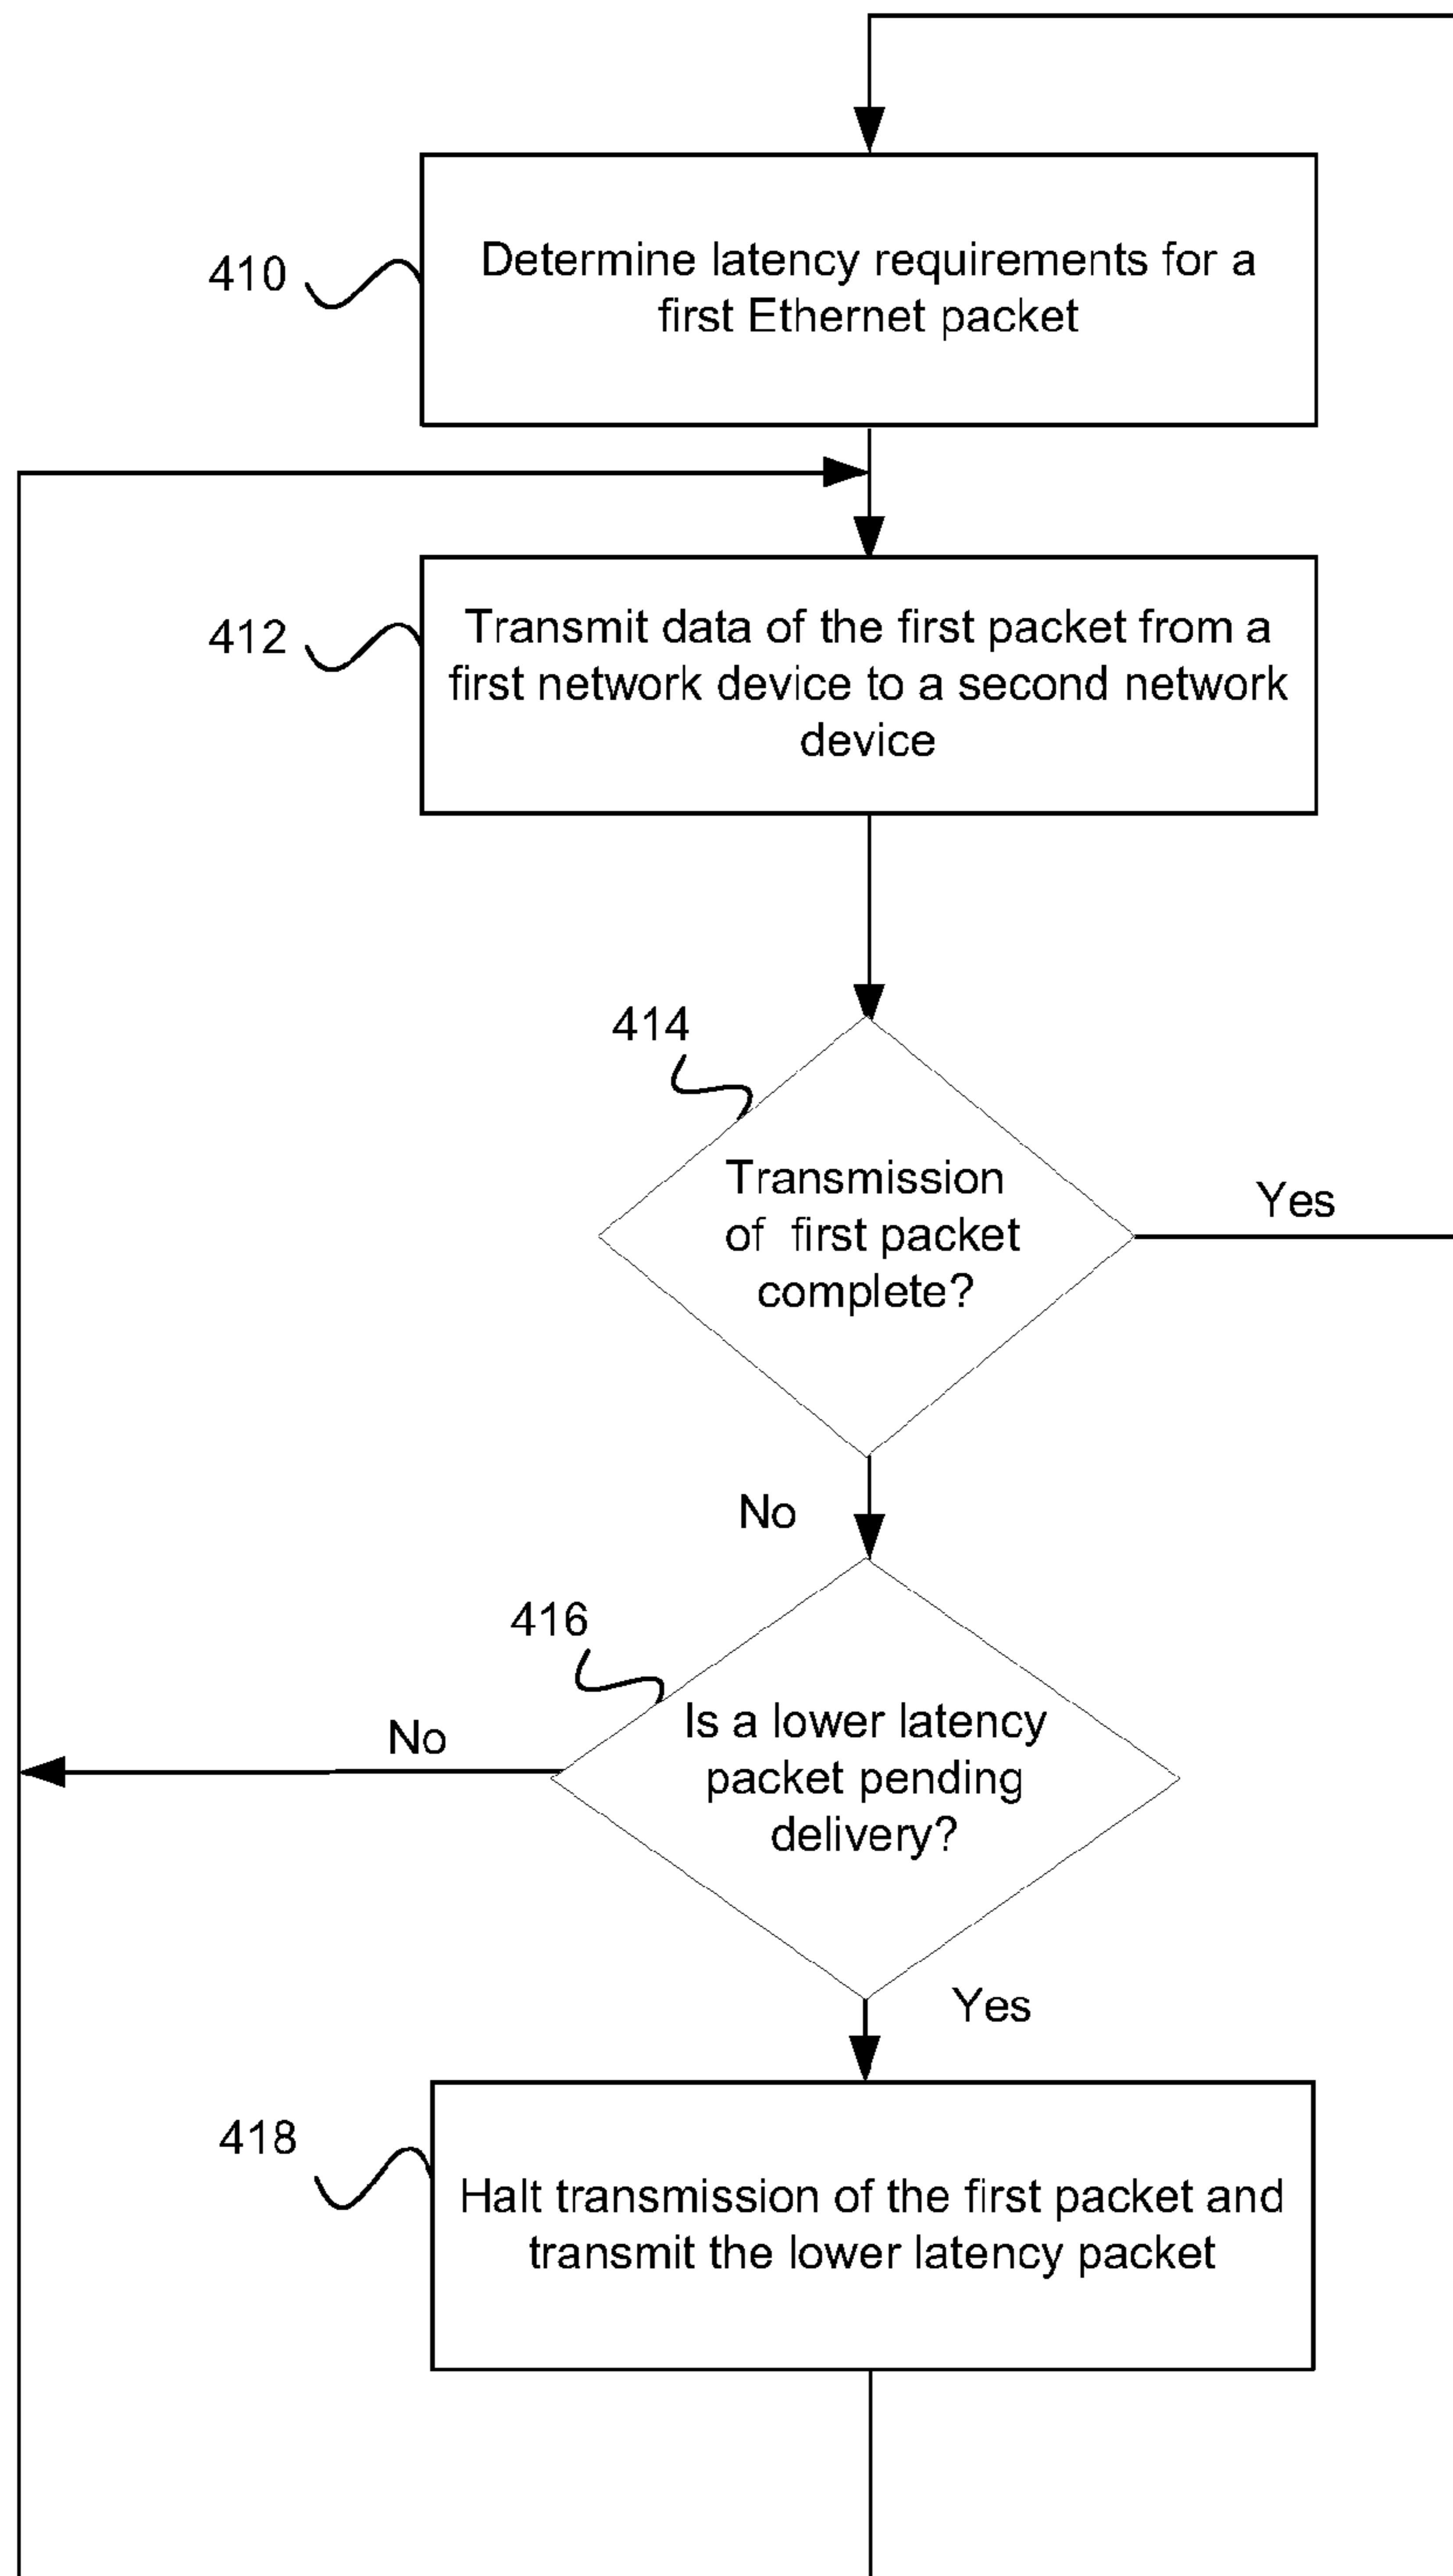 410
Determine latency requirements for a
first Ethernet packet
412
Transmit data of the first packet from a
first network device to a second network
device
414
Transmission
of first packet
complete?
Yes
No
416
Is a lower latency
packet pending
delivery?
No
Yes
418
Halt transmission of the first packet and
transmit the lower latency packet